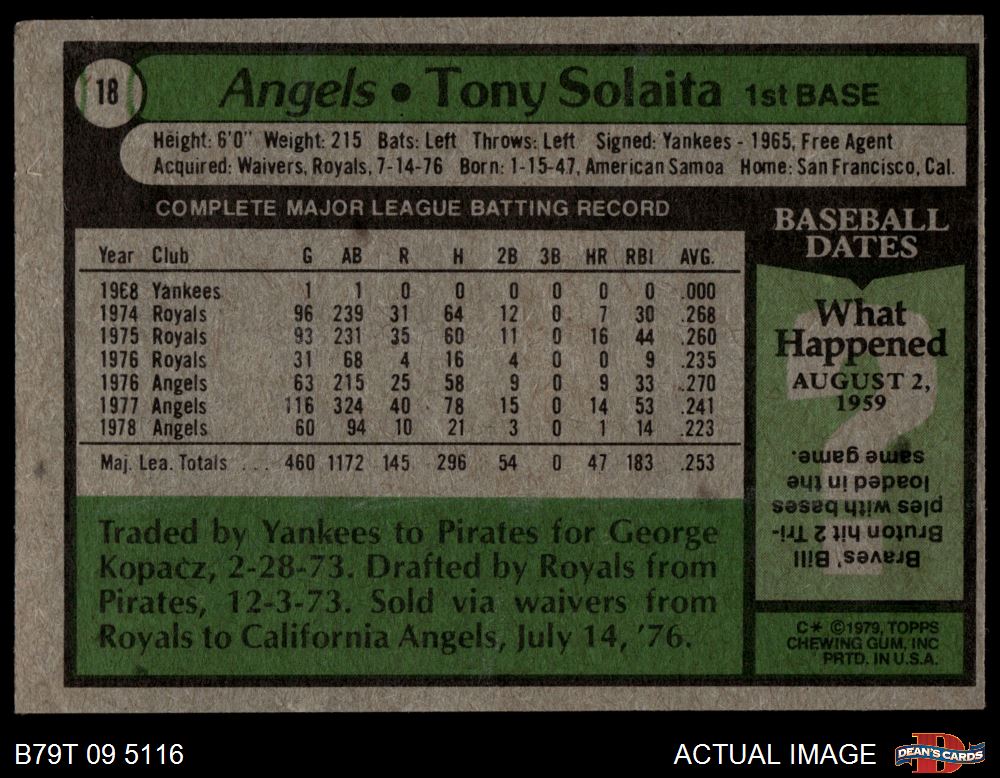 18
Angels • Tony Solaita 1st BASE
Height: 6'0" Weight: 215 Bats: Left Throws: Left Signed: Yankees - 1965, Free Agent
Acquired: Waivers, Royals, 7-14-76 Born: 1-15-47, American Samoa Home: San Francisco, Cal.
COMPLETE MAJOR LEAGUE BATTING RECORD
Year Club G AB R H 2B 3B HR RBI AVG.
1968 Yankees 1 1 0 0 0 0 0 0 .000
1974 Royals 96 239 31 64 12 0 7 30 .268
1975 Royals 93 231 35 60 11 0 16 44 .260
1976 Royals 31 68 4 16 4 0 0 9 .235
1976 Angels 63 215 25 58 9 0 9 33 .270
1977 Angels 116 324 40 78 15 0 14 53 .241
1978 Angels 60 94 10 21 3 0 1 14 .223
Maj. Lea. Totals . . . 460 1172 145 296 54 0 47 183 .253
Traded by Yankees to Pirates for George
Kopacz, 2-28-73. Drafted by Royals from
Pirates, 12-3-73. Sold via waivers from
Royals to California Angels, July 14, '76.
BASEBALL
DATES
What
Happened
AUGUST 2,
1959
?
Braves' Bill
Bruton hit 2 Tri-
ples with bases
loaded in the
same game.
C* ©1979, TOPPS
CHEWING GUM, INC
PRTD. IN U.S.A.
B79T 09 5116
ACTUAL IMAGE
DEAN'S CARDS